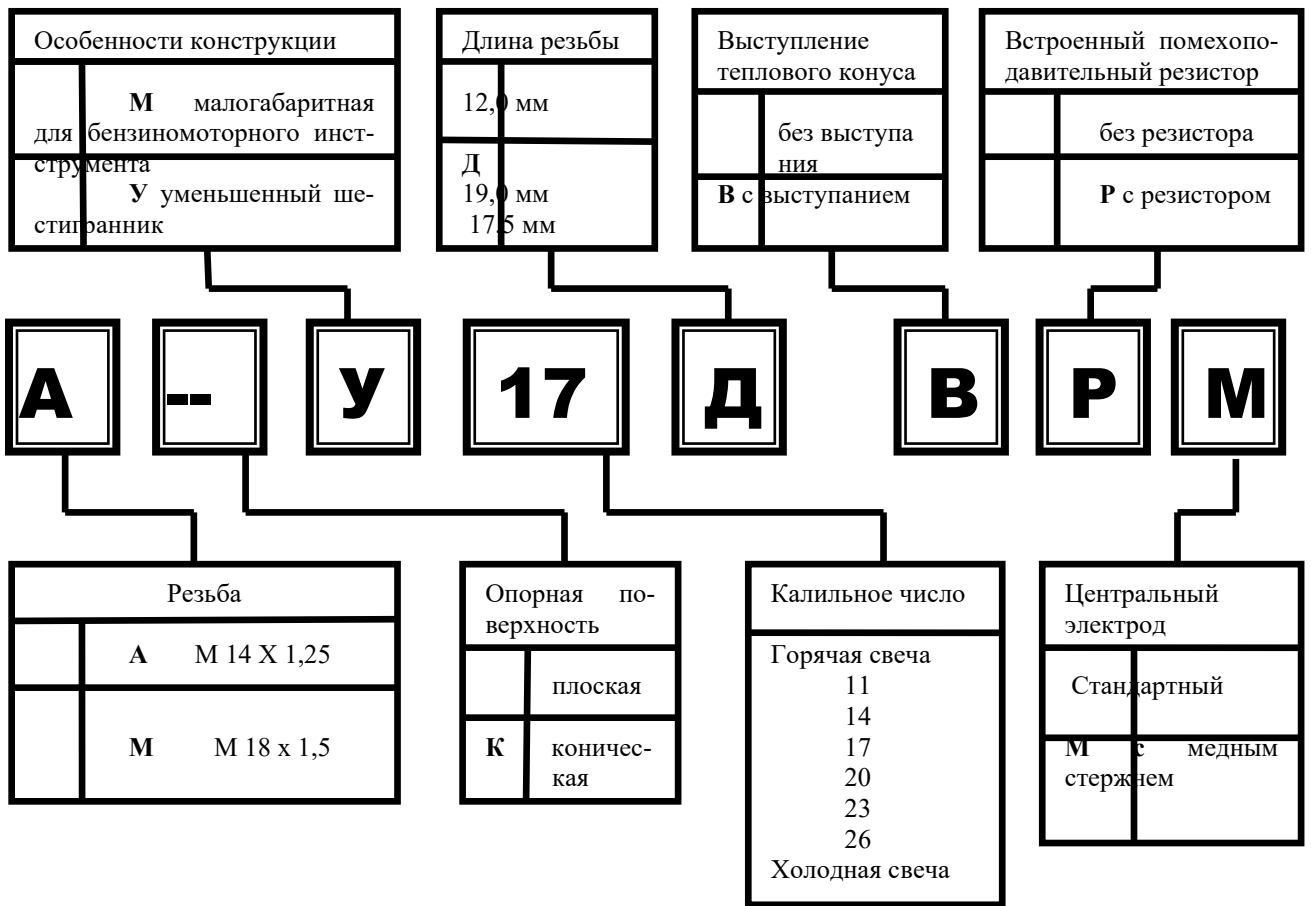 Особенности конструкции
М малогабаритная
для бензиномоторного инст-
струмента
У уменьшенный ше-
стигранник
Длина резьбы
12,0 мм
Д
19,0 мм
17.5 мм
Выступление
теплового конуса
без выступа
ния
В с выступанием
Встроенный помехопо-
давительный резистор
без резистора
Р с резистором
А -- У 17 Д В Р М
Резьба
А М 14 Х 1,25
М М 18 х 1,5
Опорная по-
верхность
плоская
К коничес-
кая
Калильное число
Горячая свеча
11
14
17
20
23
26
Холодная свеча
Центральный
электрод
Стандартный
М с медным
стержнем